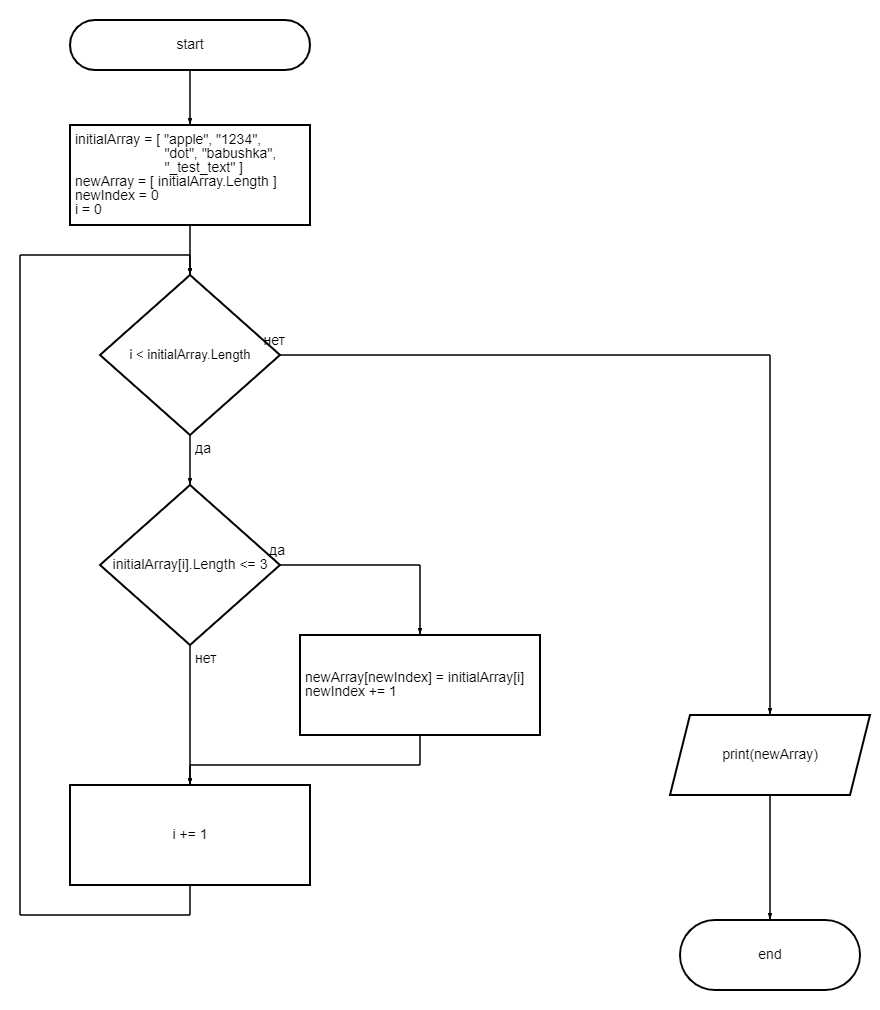 start
initialArray = [ "apple", "1234",
"dot", "babushka",
"_test_text" ]
newArray = [ initialArray.Length ]
newIndex = 0
i = 0
нет
i < initialArray.Length
да
да
initialArray[i].Length <= 3
нет
newArray[newIndex] = initialArray[i]
newIndex += 1
print(newArray)
i += 1
end